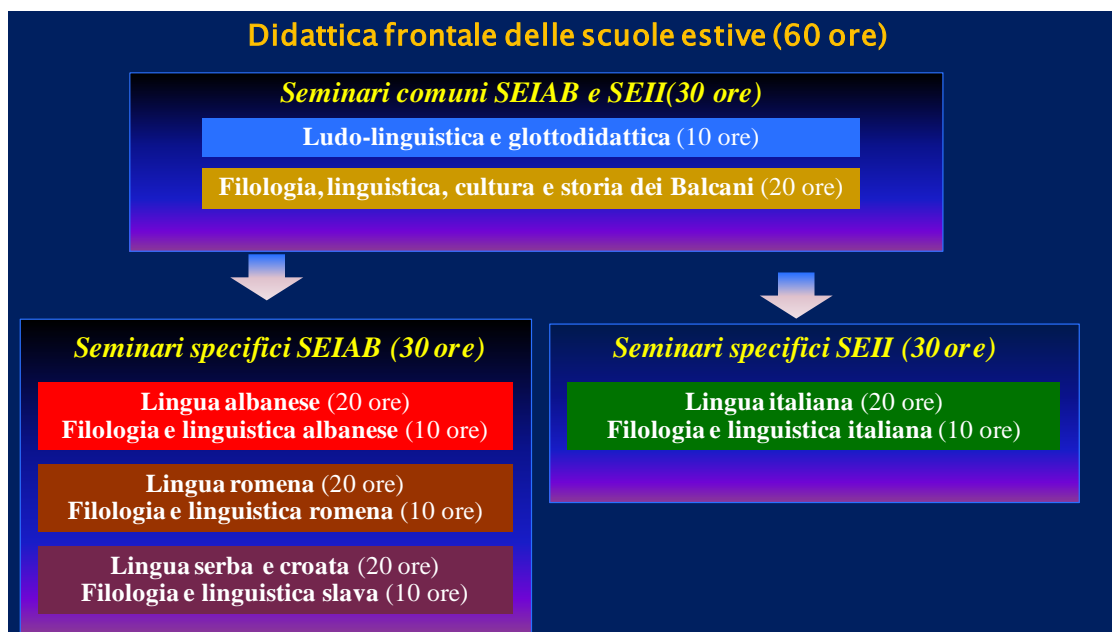 Didattica frontale delle scuole estive (60 ore)
Seminari comuni SEIAB e SEII(30 ore)
Ludo-linguistica e glottodidattica (10 ore)
Filologia, linguistica, cultura e storia dei Balcani (20 ore)
Seminari specifici SEIAB (30 ore)
Lingua albanese (20 ore)
Filologia e linguistica albanese (10 ore)
Lingua romena (20 ore)
Filologia e linguistica romena (10 ore)
Lingua serba e croata (20 ore)
Filologia e linguistica slava (10 ore)
Seminari specifici SEII (30 ore)
Lingua italiana (20 ore)
Filologia e linguistica italiana (10 ore)